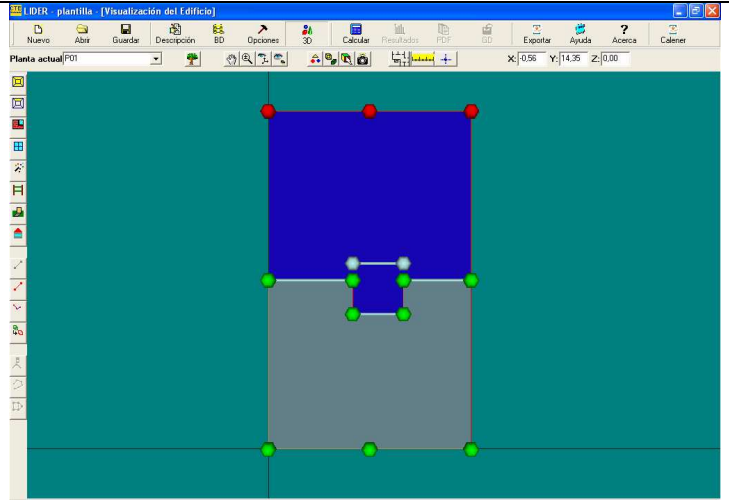 LIDER - plantilla - [Visualización del Edificio]
Nuevo Abrir Guardar Descripción BD Opciones 3D Calcular Resultados PDF GD Exportar Ayuda Acerca Calener
Planta actual P01 X: -0,56 Y: 14,35 Z: 0,00